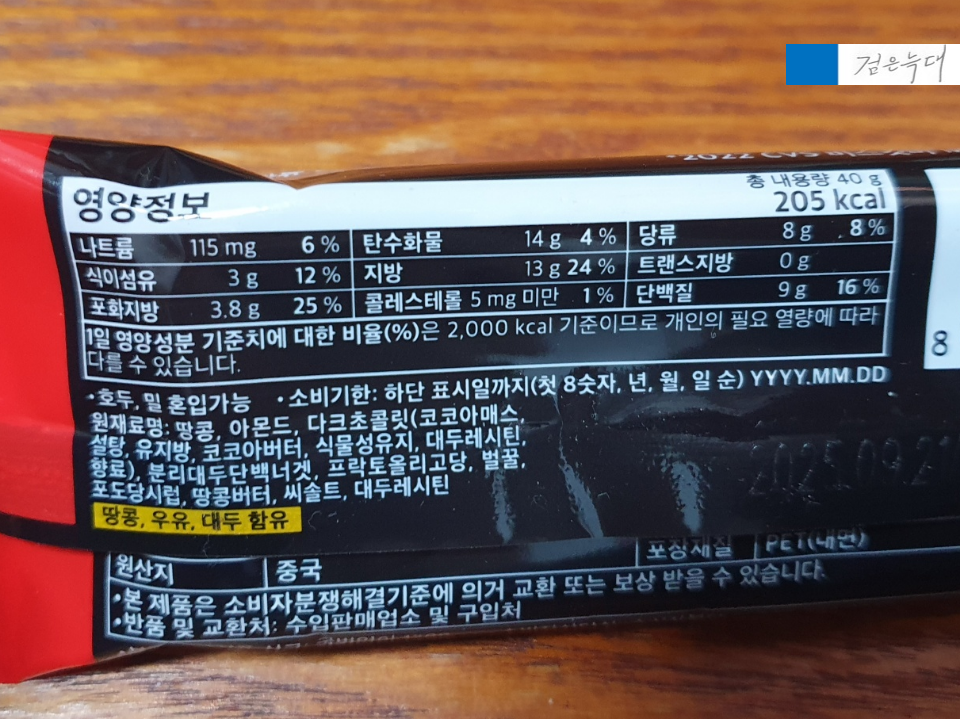 검은늑대
영양정보
총 내용량 40 g
205 kcal
나트륨 115 mg 6 % 탄수화물 14 g 4 % 당류 8 g 8 %
식이섬유 3 g 12 % 지방 13 g 24 % 트랜스지방 0 g
포화지방 3.8 g 25 % 콜레스테롤 5 mg 미만 1 % 단백질 9 g 16 %
1일 영양성분 기준치에 대한 비율(%)은 2,000 kcal 기준이므로 개인의 필요 열량에 따라
다를 수 있습니다.
8
•호두, 밀 혼입가능 •소비기한: 하단 표시일까지(첫 8숫자, 년, 월, 일 순) YYYY.MM.DD
원재료명: 땅콩, 아몬드, 다크초콜릿(코코아매스,
설탕, 유지방, 코코아버터, 식물성유지, 대두레시틴,
향료), 분리대두단백너겟, 프락토올리고당, 벌꿀,
포도당시럽, 땅콩버터, 씨솔트, 대두레시틴
땅콩, 우유, 대두 함유
원산지 중국 포장재질 PET(내면)
•본 제품은 소비자분쟁해결기준에 의거 교환 또는 보상 받을 수 있습니다.
•반품 및 교환처: 수입판매업소 및 구입처